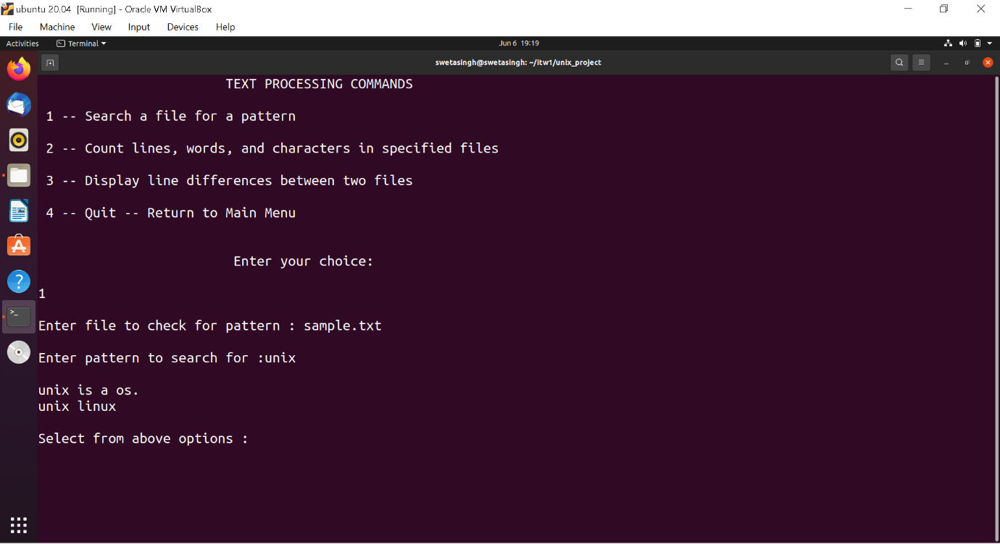 ubuntu 20.04 [Running] - Oracle VM VirtualBox
File Machine View Input Devices Help
Activities Terminal Jun 6 19:19
swetasingh@swetasingh: ~/itw1/unix_project
TEXT PROCESSING COMMANDS
1 -- Search a file for a pattern
2 -- Count lines, words, and characters in specified files
3 -- Display line differences between two files
4 -- Quit -- Return to Main Menu
Enter your choice:
1
Enter file to check for pattern : sample.txt
Enter pattern to search for :unix
unix is a os.
unix linux
Select from above options :